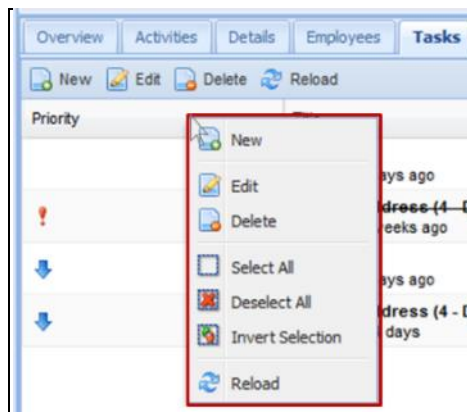 Overview Activities Details Employees Tasks
New Edit Delete Reload
Priority
New
ays ago
Edit
dress (4 - D
Delete
eeks ago
Select All
ays ago
Deselect All
dress (4 - D
Invert Selection
days
Reload